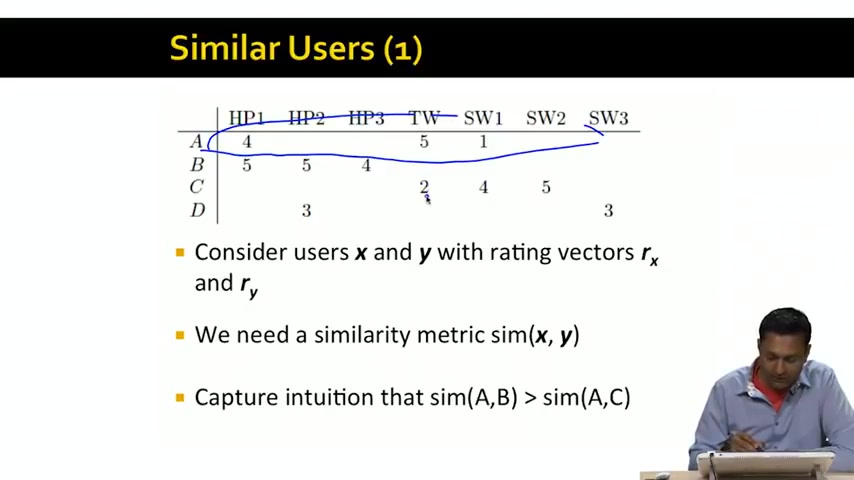 Similar Users (1)
HP1 HP2 HP3 TW SW1 SW2 SW3
A 4 5 1
B 5 5 4
C 2 4 5
D 3 3
Consider users x and y with rating vectors rx
and ry
We need a similarity metric sim(x, y)
Capture intuition that sim(A,B) > sim(A,C)